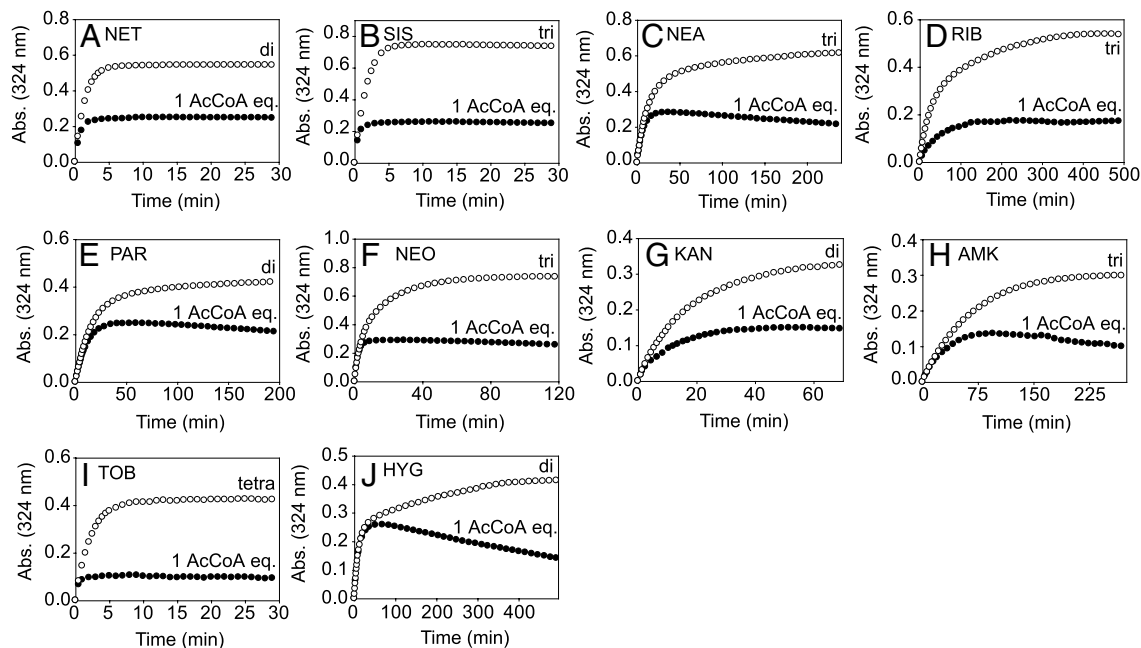 A NET
Abs. (324 nm)
0.8
0.6
0.4
0.2
0.0
di
1 AcCoA eq.
0 5 10 15 20 25 30
Time (min)
B SIS
Abs. (324 nm)
0.8
0.6
0.4
0.2
0.0
tri
1 AcCoA eq.
0 5 10 15 20 25 30
Time (min)
C NEA
Abs. (324 nm)
0.8
0.6
0.4
0.2
0.0
tri
1 AcCoA eq.
0 50 100 150 200
Time (min)
D RIB
Abs. (324 nm)
0.6
0.4
0.2
0.0
tri
1 AcCoA eq.
0 100 200 300 400 500
Time (min)
E PAR
Abs. (324 nm)
0.6
0.4
0.2
0.0
di
1 AcCoA eq.
0 50 100 150 200
Time (min)
F NEO
Abs. (324 nm)
1.0
0.8
0.6
0.4
0.2
0.0
tri
1 AcCoA eq.
0 40 80 120
Time (min)
G KAN
Abs. (324 nm)
0.4
0.3
0.2
0.1
0.0
di
1 AcCoA eq.
0 20 40 60
Time (min)
H AMK
Abs. (324 nm)
0.4
0.3
0.2
0.1
0.0
tri
1 AcCoA eq.
0 75 150 225
Time (min)
I TOB
Abs. (324 nm)
0.6
0.4
0.2
0.0
tetra
1 AcCoA eq.
0 5 10 15 20 25 30
Time (min)
J HYG
Abs. (324 nm)
0.5
0.4
0.3
0.2
0.1
0.0
di
1 AcCoA eq.
0 100 200 300 400
Time (min)